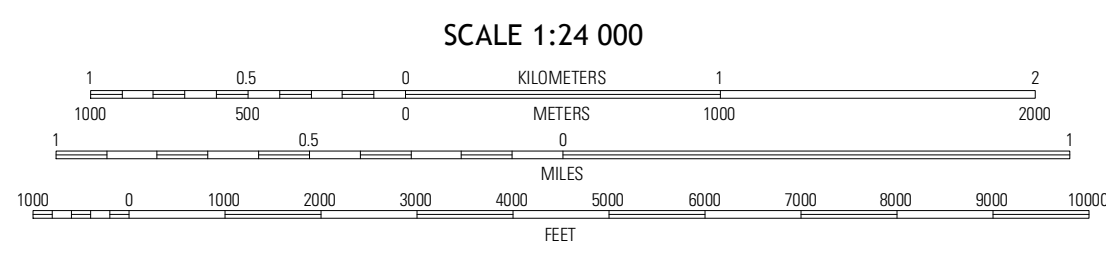 SCALE 1:24 000
1 0.5 0 KILOMETERS 1 2
1000 500 0 METERS 1000 2000
1 0.5 0 1
MILES
1000 0 1000 2000 3000 4000 5000 6000 7000 8000 9000 10000
FEET